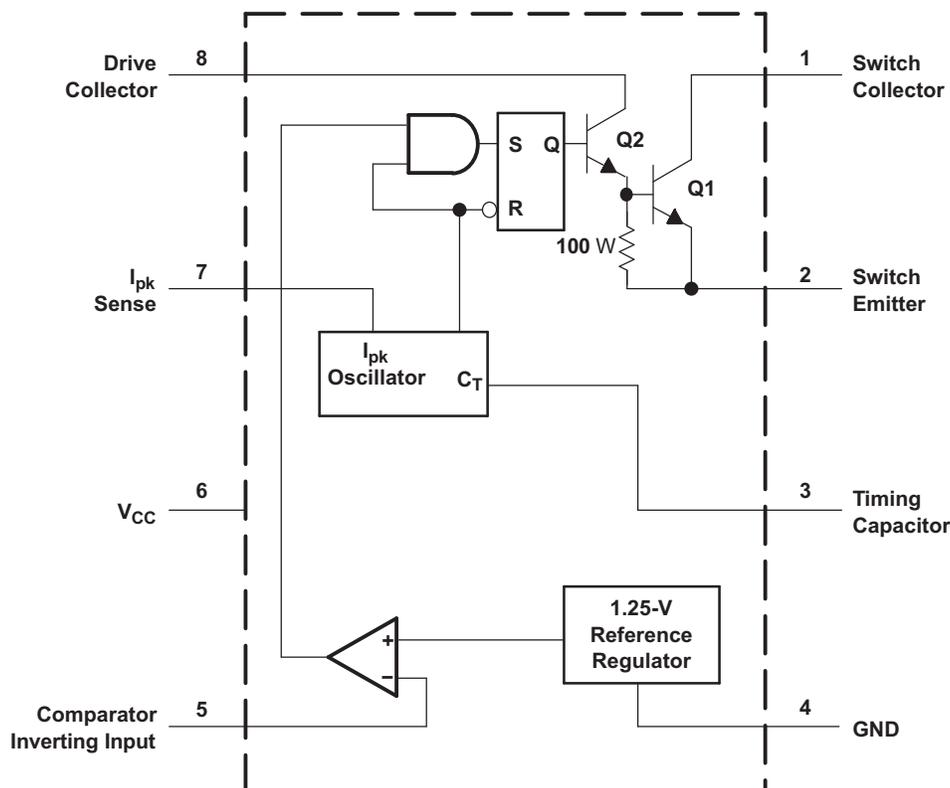 8
Drive
Collector
1
Switch
Collector
S
Q
Q2
R
Q1
100 W
7
Ipk
Sense
2
Switch
Emitter
Ipk
Oscillator
CT
6
VCC
3
Timing
Capacitor
1.25-V
Reference
Regulator
+
–
5
Comparator
Inverting Input
4
GND